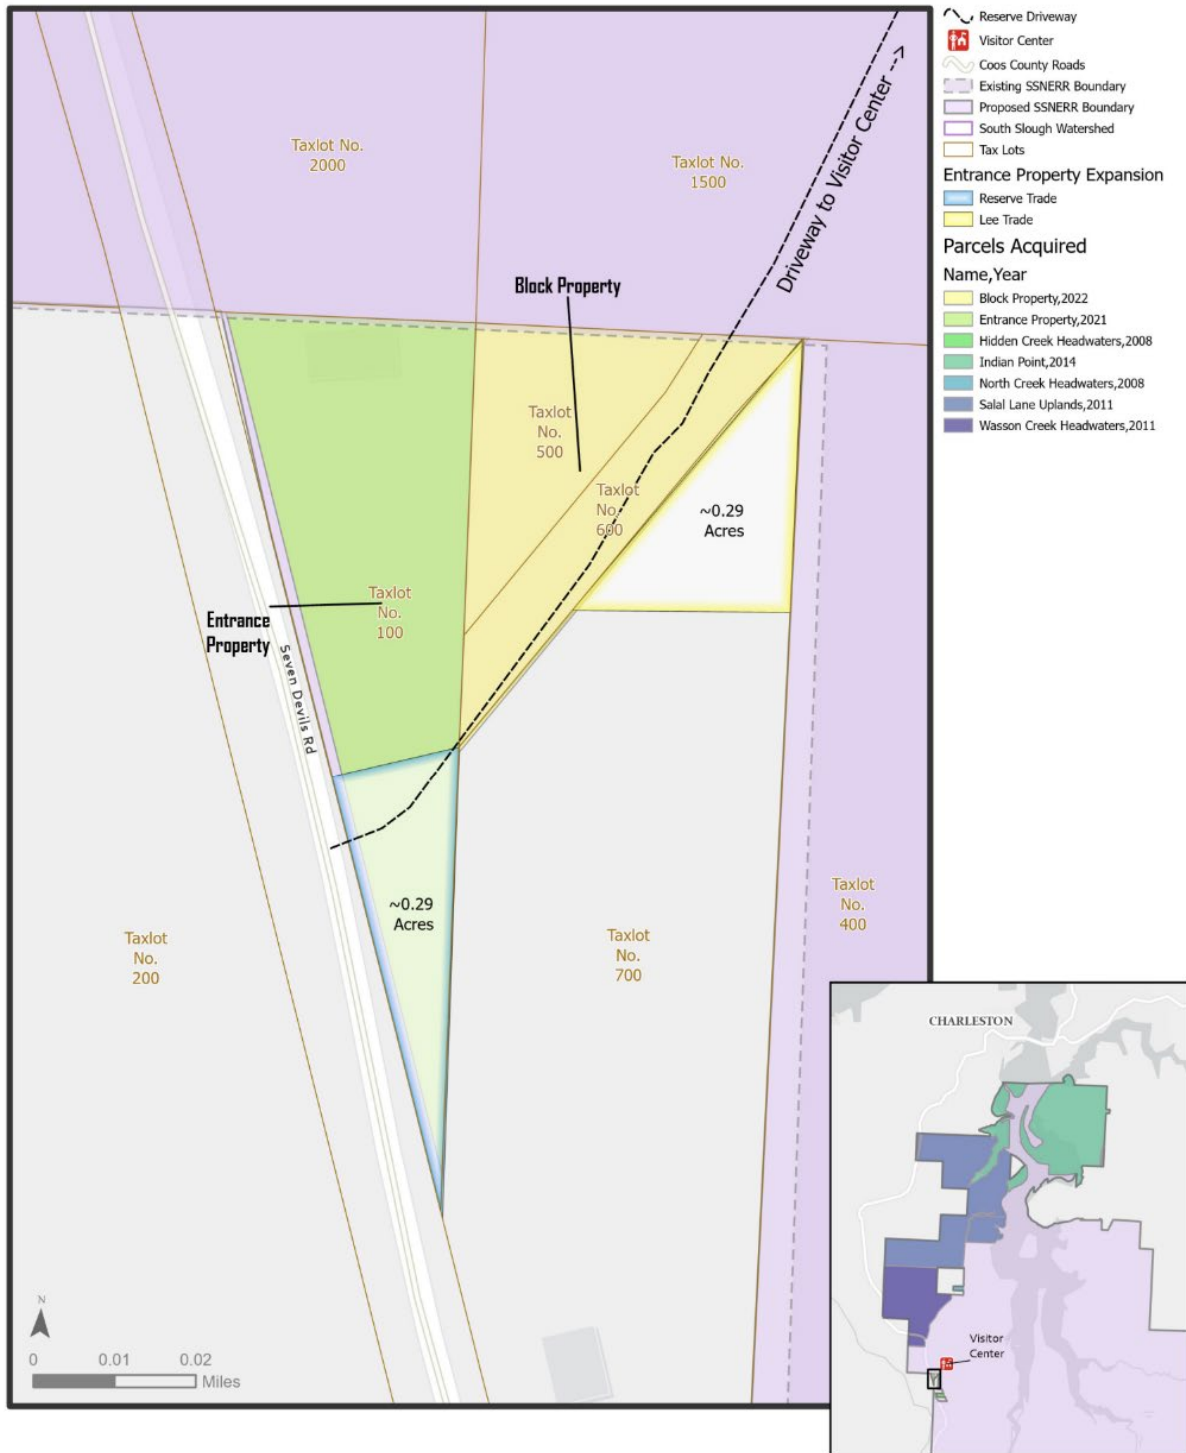 Reserve Driveway
Visitor Center
Coos County Roads
Existing SSNERR Boundary
Proposed SSNERR Boundary
South Slough Watershed
Tax Lots
Entrance Property Expansion
Reserve Trade
Lee Trade
Parcels Acquired
Name,Year
Block Property,2022
Entrance Property,2021
Hidden Creek Headwaters,2008
Indian Point,2014
North Creek Headwaters,2008
Salal Lane Uplands,2011
Wasson Creek Headwaters,2011
Taxlot No.
2000
Taxlot No.
1500
Driveway to Visitor Center
Block Property
Taxlot
No.
500
Taxlot
No.
600
~0.29
Acres
Taxlot
No.
100
Entrance
Property
Seven Devils Rd
~0.29
Acres
Taxlot
No.
200
Taxlot
No.
700
Taxlot
No.
400
N
0 0.01 0.02
Miles
CHARLESTON
Visitor
Center